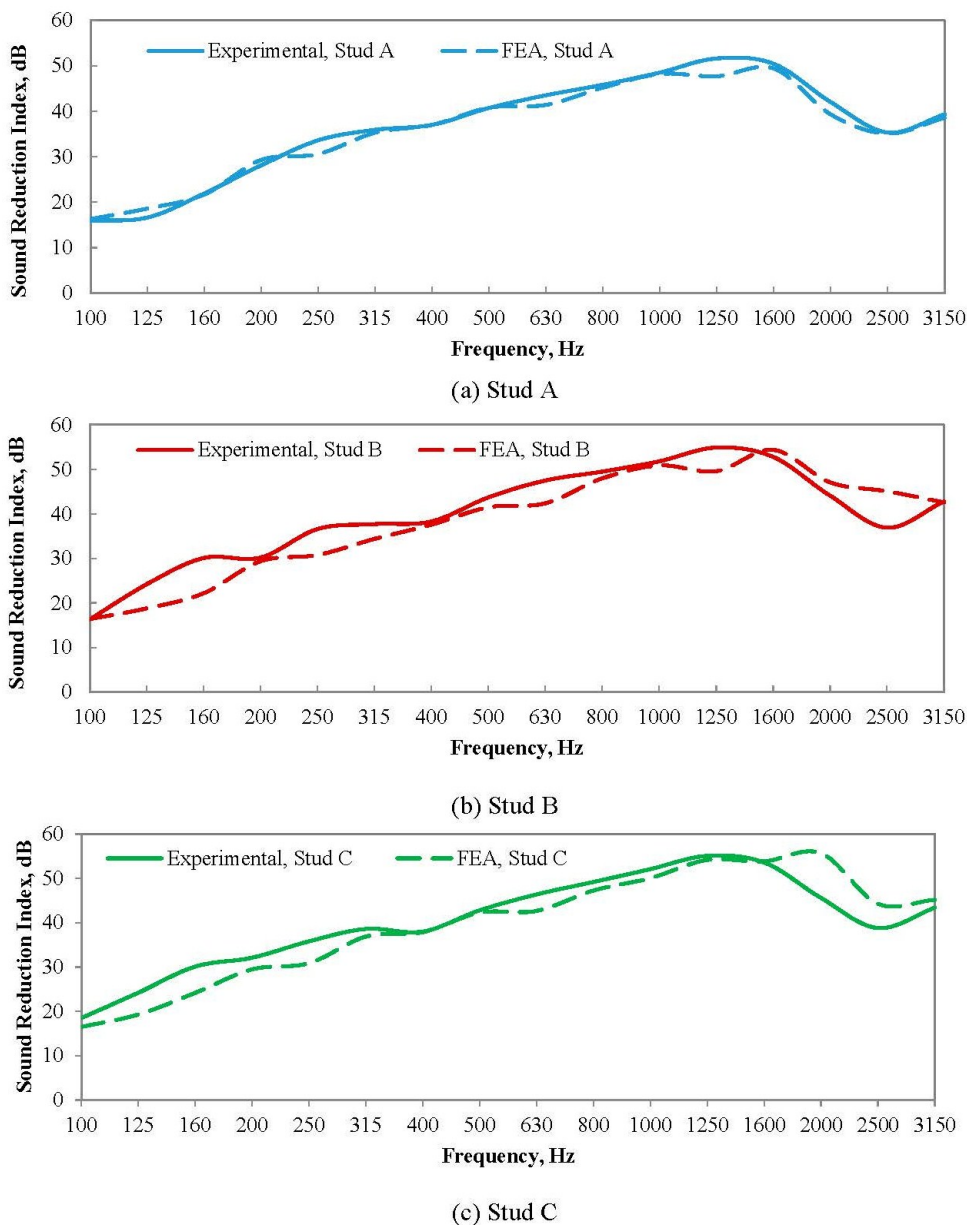 Experimental, Stud A
FEA, Stud A
Sound Reduction Index, dB
60
50
40
30
20
10
0
100 125 160 200 250 315 400 500 630 800 1000 1250 1600 2000 2500 3150
Frequency, Hz
(a) Stud A
Experimental, Stud B
FEA, Stud B
Sound Reduction Index, dB
60
50
40
30
20
10
0
100 125 160 200 250 315 400 500 630 800 1000 1250 1600 2000 2500 3150
Frequency, Hz
(b) Stud B
Experimental, Stud C
FEA, Stud C
Sound Reduction Index, dB
60
50
40
30
20
10
0
100 125 160 200 250 315 400 500 630 800 1000 1250 1600 2000 2500 3150
Frequency, Hz
(c) Stud C